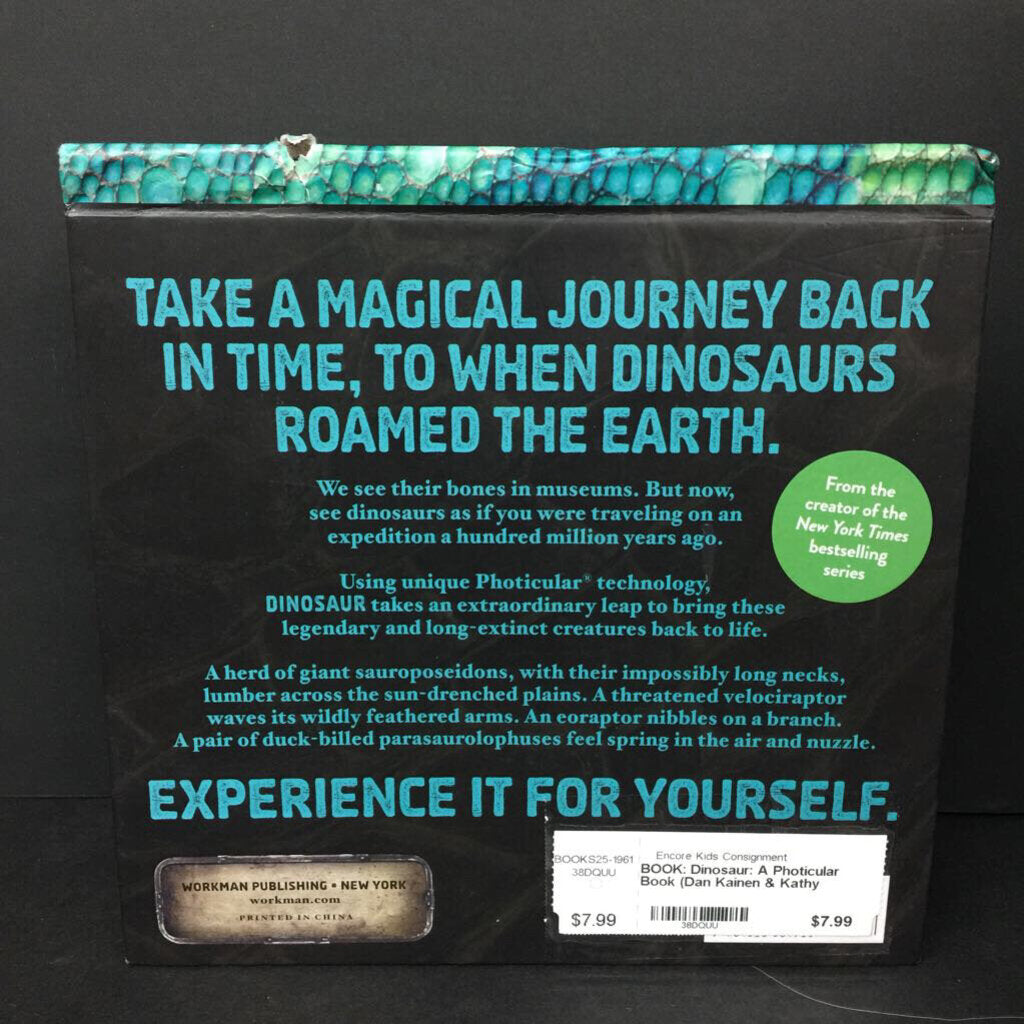 TAKE A MAGICAL JOURNEY BACK
IN TIME, TO WHEN DINOSAURS
ROAMED THE EARTH.
We see their bones in museums. But now,
see dinosaurs as if you were traveling on an
expedition a hundred million years ago.
From the
creator of the
New York Times
bestselling
series
Using unique Photicular® technology,
DINOSAUR takes an extraordinary leap to bring these
legendary and long-extinct creatures back to life.
A herd of giant sauroposeidons, with their impossibly long necks,
lumber across the sun-drenched plains. A threatened velociraptor
waves its wildly feathered arms. An eoraptor nibbles on a branch.
A pair of duck-billed parasaurolophuses feel spring in the air and nuzzle.
EXPERIENCE IT FOR YOURSELF.
WORKMAN PUBLISHING • NEW YORK
workman.com
PRINTED IN CHINA
BOOKS25-1961
38DQUU
$7.99
Encore Kids Consignment
BOOK: Dinosaur: A Photicular
Book (Dan Kainen & Kathy
38DQUU
$7.99